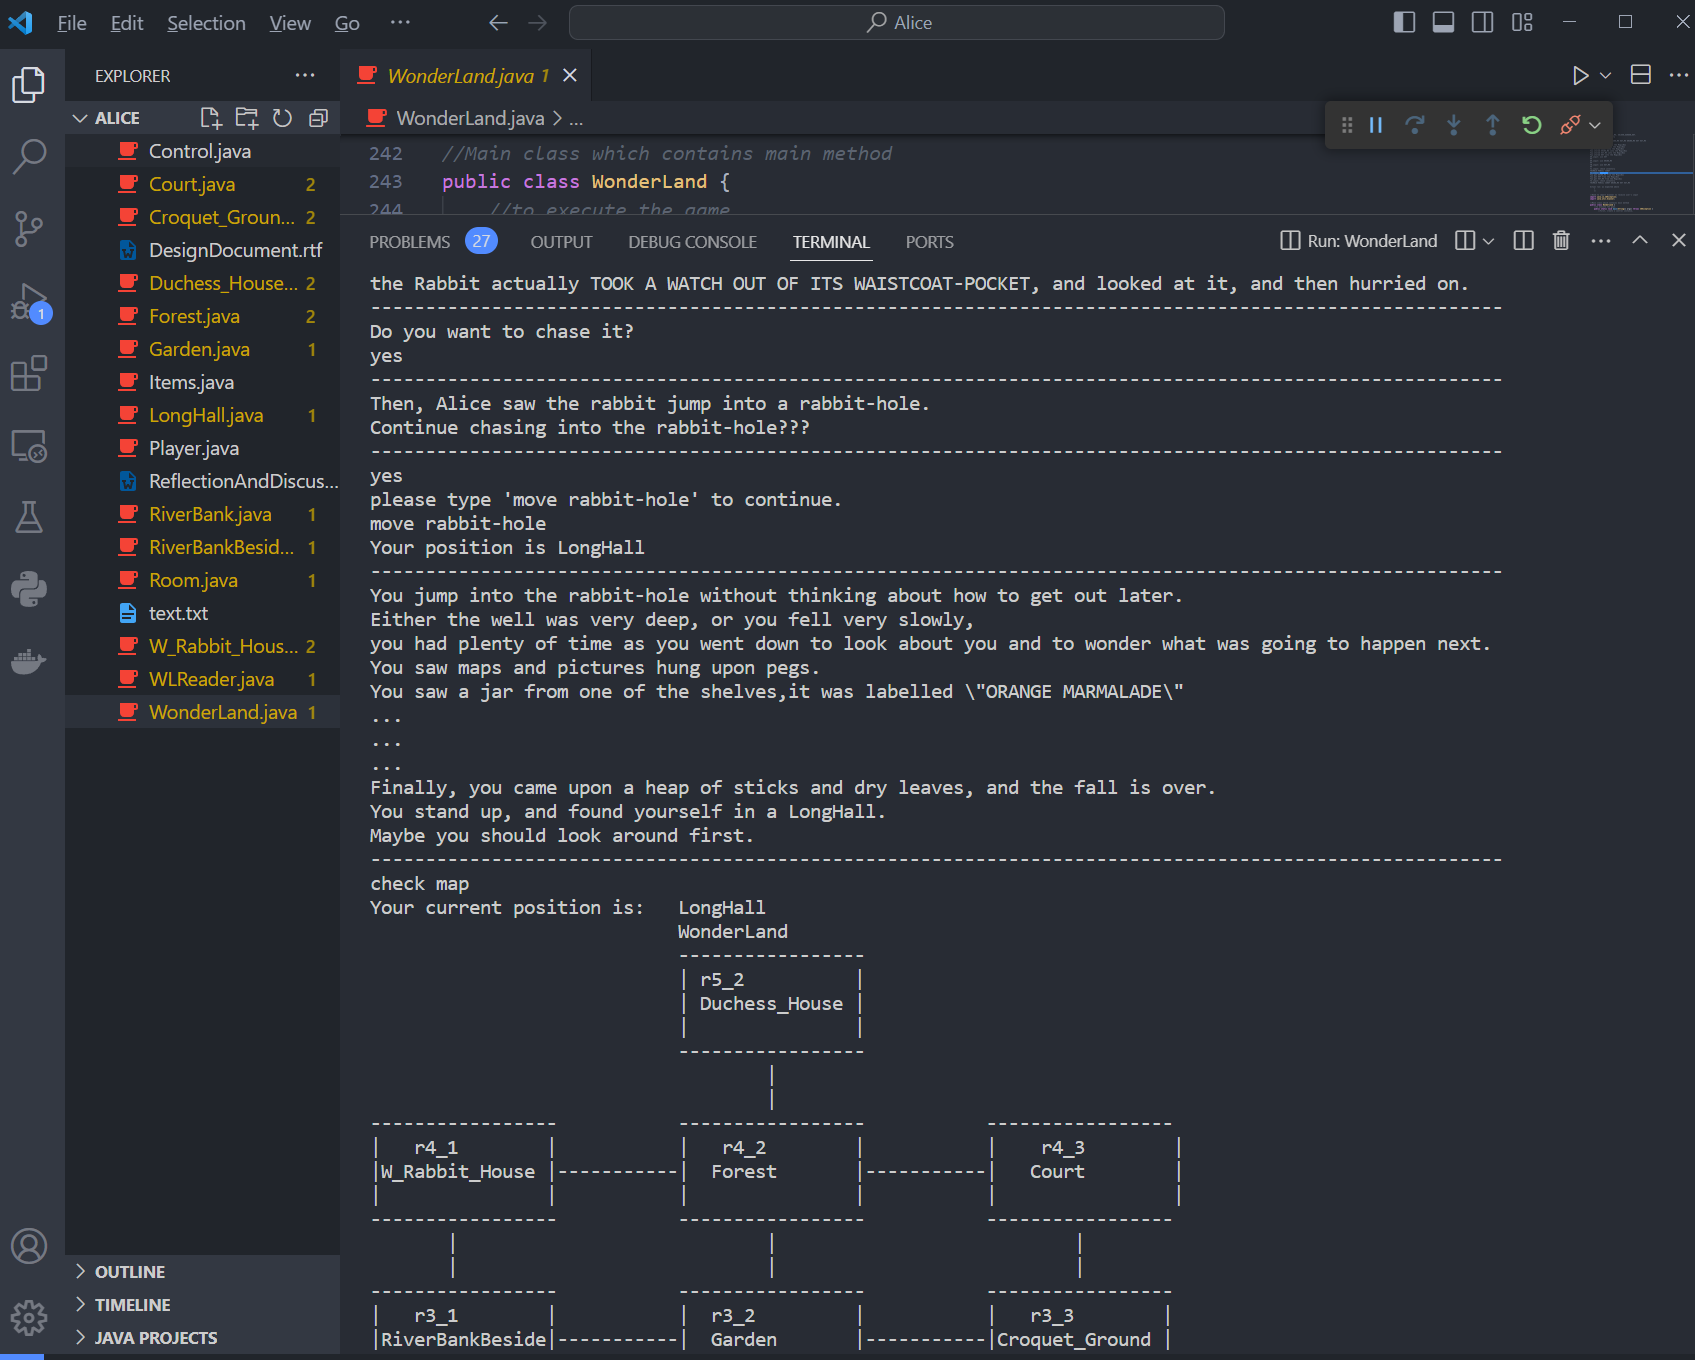 File Edit Selection View Go ... Alice
EXPLORER ...
WonderLand.java 1
ALICE
WonderLand.java > ...
Control.java
Court.java 2
Croquet_Groun... 2
DesignDocument.rtf
Duchess_House... 2
Forest.java 2
Garden.java 1
Items.java
LongHall.java 1
Player.java
ReflectionAndDiscus...
RiverBank.java 1
RiverBankBesid... 1
Room.java 1
text.txt
W_Rabbit_Hous... 2
WLReader.java 1
WonderLand.java 1
1
OUTLINE
TIMELINE
JAVA PROJECTS
242 //Main class which contains main method
243 public class WonderLand {
244 //to execute the game
PROBLEMS 27 OUTPUT DEBUG CONSOLE TERMINAL PORTS Run: WonderLand
the Rabbit actually TOOK A WATCH OUT OF ITS WAISTCOAT-POCKET, and looked at it, and then hurried on.
-------------------------------------------------------------------------------------------------------
Do you want to chase it?
yes
-------------------------------------------------------------------------------------------------------
Then, Alice saw the rabbit jump into a rabbit-hole.
Continue chasing into the rabbit-hole???
-------------------------------------------------------------------------------------------------------
yes
please type 'move rabbit-hole' to continue.
move rabbit-hole
Your position is LongHall
-------------------------------------------------------------------------------------------------------
You jump into the rabbit-hole without thinking about how to get out later.
Either the well was very deep, or you fell very slowly,
you had plenty of time as you went down to look about you and to wonder what was going to happen next.
You saw maps and pictures hung upon pegs.
You saw a jar from one of the shelves,it was labelled \"ORANGE MARMALADE\"
...
...
...
Finally, you came upon a heap of sticks and dry leaves, and the fall is over.
You stand up, and found yourself in a LongHall.
Maybe you should look around first.
-------------------------------------------------------------------------------------------------------
check map
Your current position is:   LongHall
                            WonderLand
                            -----------------
                            | r5_2          |
                            | Duchess_House |
                            |               |
                            -----------------
                                    |
                                    |
-----------------           -----------------           -----------------
|   r4_1        |           |   r4_2        |           |    r4_3        |
|W_Rabbit_House |-----------|  Forest       |-----------|   Court        |
|               |           |               |           |                |
-----------------           -----------------           -----------------
       |                            |                           |
       |                            |                           |
-----------------           -----------------           -----------------
|   r3_1        |           |  r3_2         |           |   r3_3        |
|RiverBankBeside|-----------|  Garden       |-----------|Croquet_Ground |